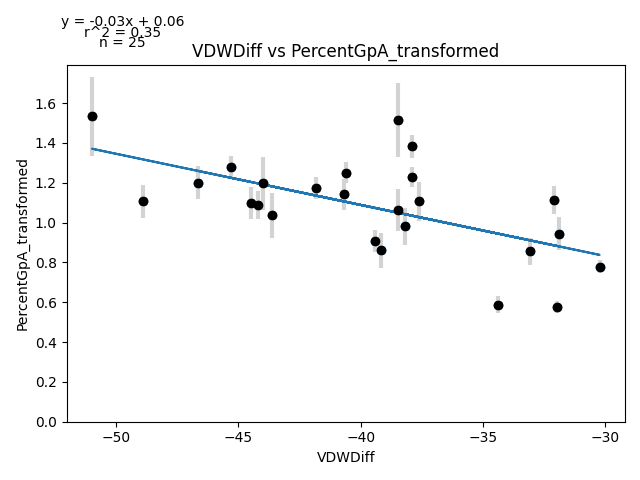 y = -0.03x + 0.06
r^2 = 0.35
n = 25
VDWDiff vs PercentGpA_transformed
1.6
1.4
1.2
1.0
0.8
0.6
0.4
0.2
0.0
PercentGpA_transformed
−50
−45
−40
−35
−30
VDWDiff